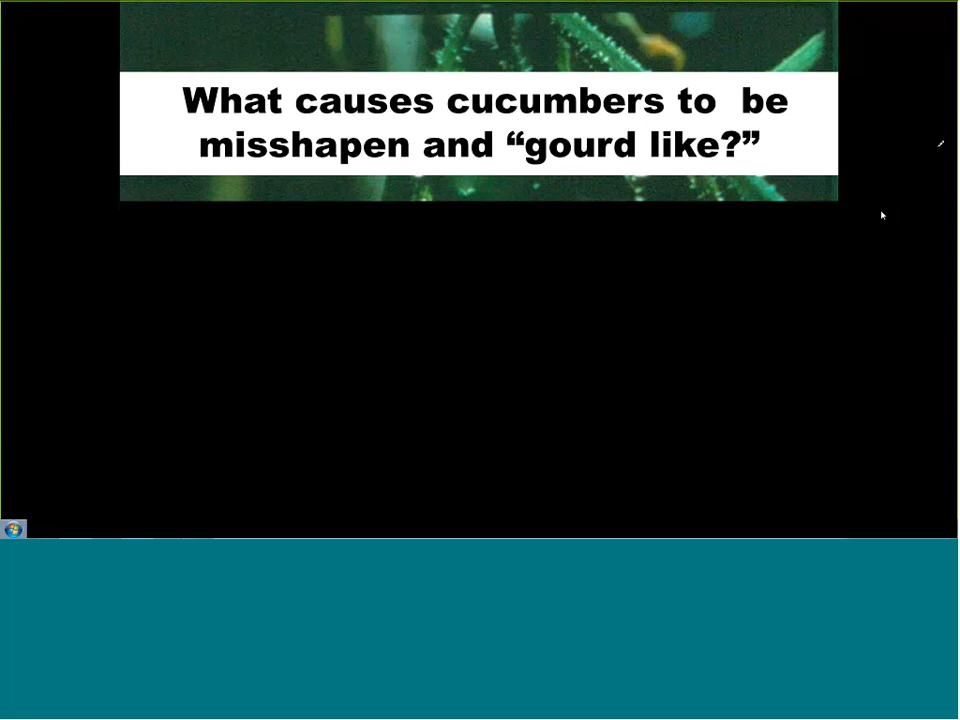 What causes cucumbers to  be
misshapen and “gourd like?”